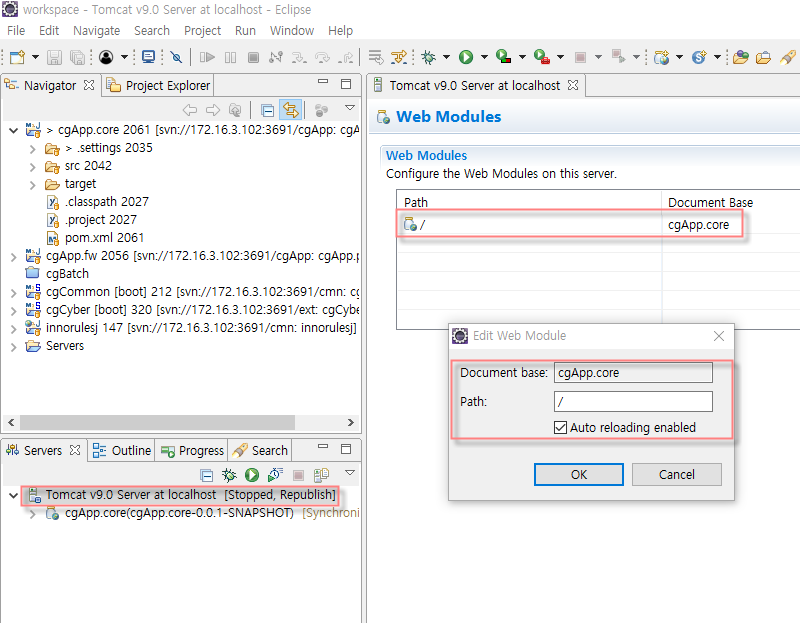 workspace - Tomcat v9.0 Server at localhost - Eclipse
File Edit Navigate Search Project Run Window Help
Navigator
Project Explorer
> cgApp.core 2061 [svn://172.16.3.102:3691/cgApp: cgA
> .settings 2035
src 2042
target
.classpath 2027
.project 2027
pom.xml 2061
cgApp.fw 2056 [svn://172.16.3.102:3691/cgApp: cgApp.
cgBatch
cgCommon [boot] 212 [svn://172.16.3.102:3691/cmn: cg
cgCyber [boot] 320 [svn://172.16.3.102:3691/ext: cgCybe
innorulesj 147 [svn://172.16.3.102:3691/cmn: innorulesj]
Servers
Servers
Outline
Progress
Search
Tomcat v9.0 Server at localhost [Stopped, Republish]
cgApp.core(cgApp.core-0.0.1-SNAPSHOT) [Synchroni
Tomcat v9.0 Server at localhost
Web Modules
Web Modules
Configure the Web Modules on this server.
Path Document Base
/ cgApp.core
Edit Web Module
Document base: cgApp.core
Path: /
Auto reloading enabled
OK Cancel